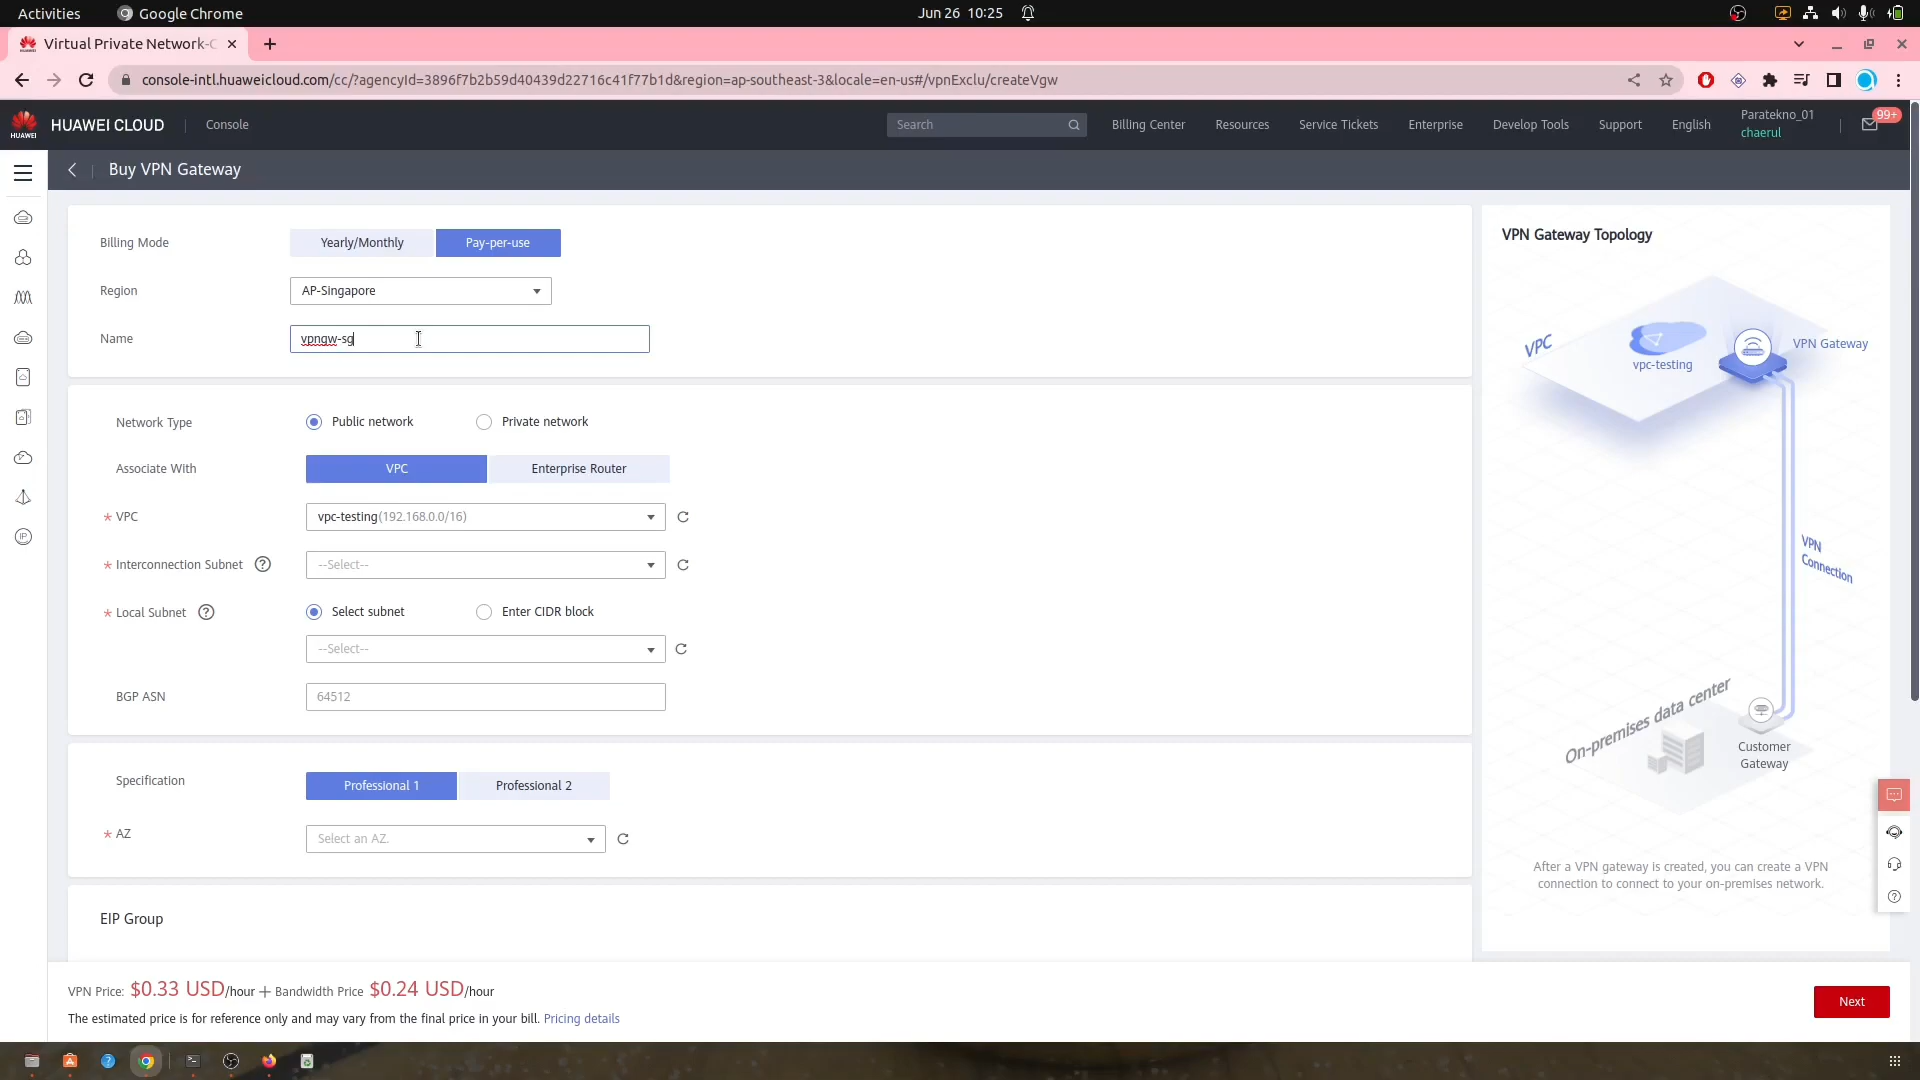 Activities
Google Chrome
Jun 26 10:25
Virtual Private Network-C
console-intl.huaweicloud.com/cc/?agencyId=3896f7b2b59d40439d22716c41f77b1d&region=ap-southeast-3&locale=en-us#/vpnExclu/createVgw
HUAWEI
HUAWEI CLOUD
Console
Search
Billing Center
Resources
Service Tickets
Enterprise
Develop Tools
Support
English
Paratekno_01
chaerul
99+
Buy VPN Gateway
Billing Mode
Yearly/Monthly
Pay-per-use
Region
AP-Singapore
Name
vpngw-sg
Network Type
Public network
Private network
Associate With
VPC
Enterprise Router
* VPC
vpc-testing(192.168.0.0/16)
* Interconnection Subnet ?
--Select--
* Local Subnet ?
Select subnet
Enter CIDR block
--Select--
BGP ASN
64512
Specification
Professional 1
Professional 2
* AZ
Select an AZ.
EIP Group
VPN Gateway Topology
VPC
vpc-testing
VPN Gateway
VPN
Connection
On-premises data center
Customer
Gateway
After a VPN gateway is created, you can create a VPN
connection to connect to your on-premises network.
IP
VPN Price: $0.33 USD/hour + Bandwidth Price $0.24 USD/hour
The estimated price is for reference only and may vary from the final price in your bill. Pricing details
Next